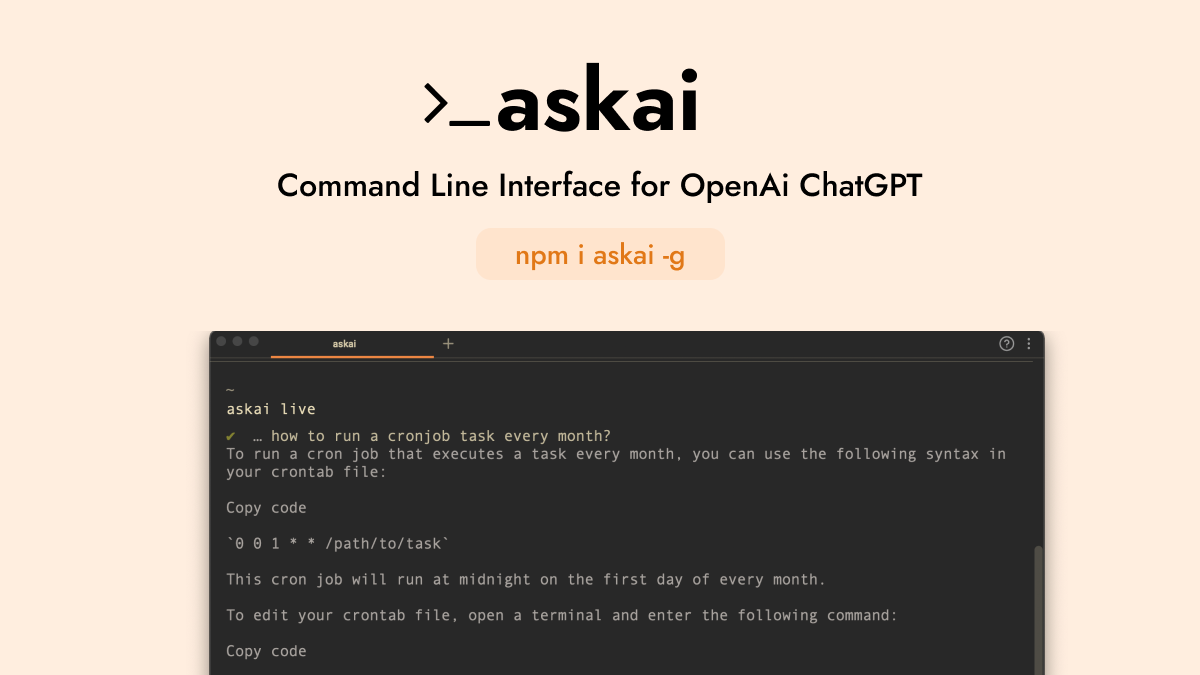 >_askai
Command Line Interface for OpenAi ChatGPT
npm i askai -g
askai +
~
askai live
✔ … how to run a cronjob task every month?
To run a cron job that executes a task every month, you can use the following syntax in
your crontab file:
Copy code
`0 0 1 * * /path/to/task`
This cron job will run at midnight on the first day of every month.
To edit your crontab file, open a terminal and enter the following command:
Copy code